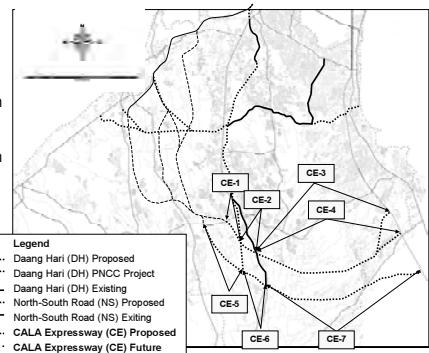 N
CE-3
CE-1
CE-2
CE-4
CE-5
CE-6
CE-7
Legend
Daang Hari (DH) Proposed
Daang Hari (DH) PNCC Project
Daang Hari (DH) Existing
North-South Road (NS) Proposed
North-South Road (NS) Exiting
CALA Expressway (CE) Proposed
CALA Expressway (CE) Future